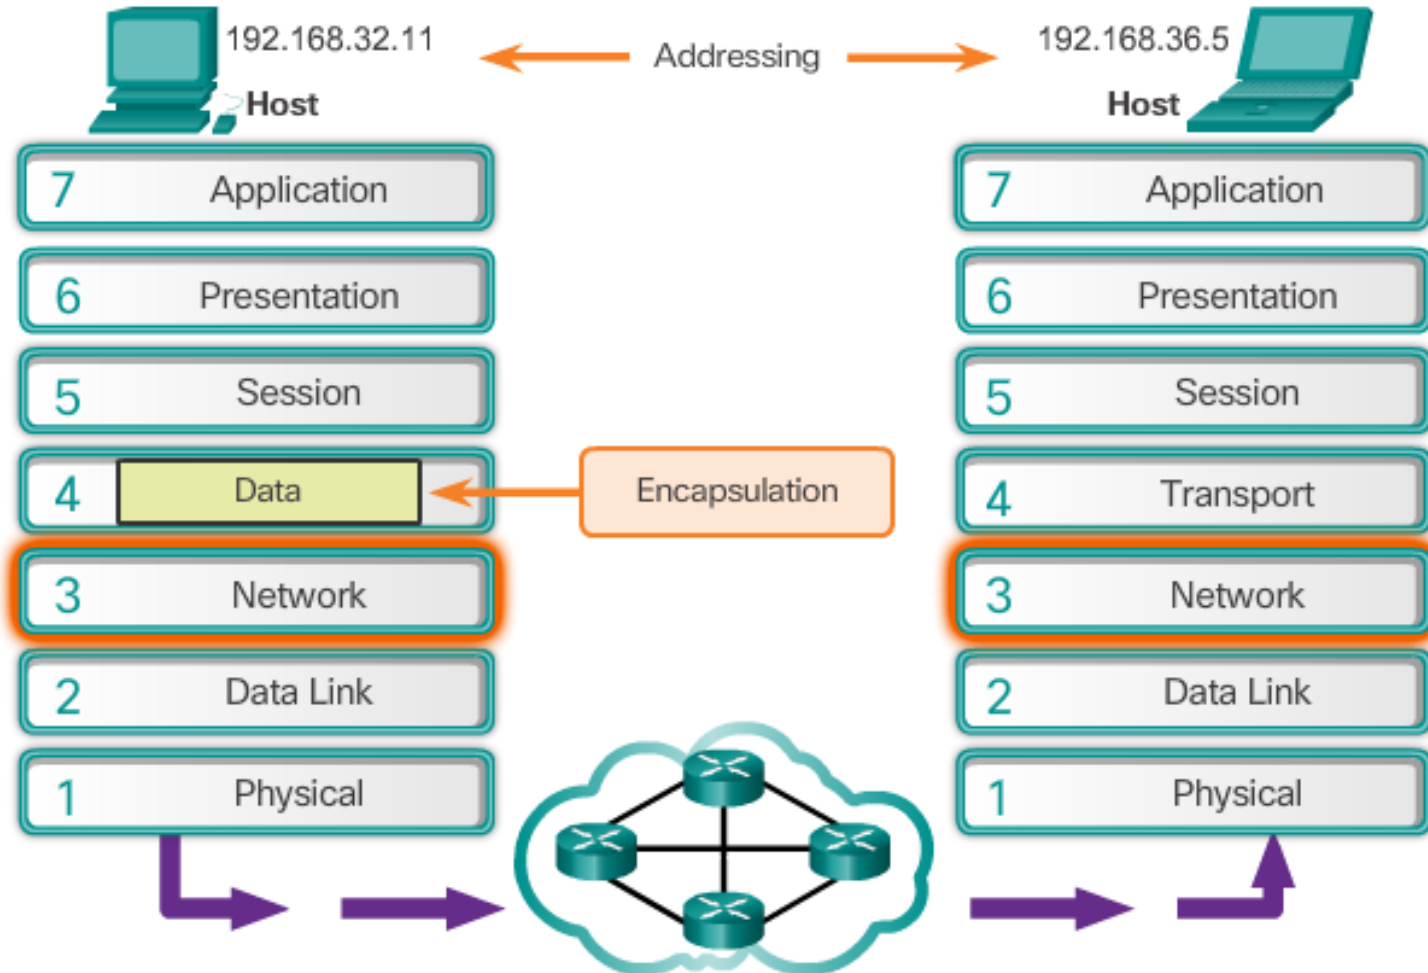 192.168.32.11
Addressing
192.168.36.5
Host
Host
7 Application
6 Presentation
5 Session
4 Data
3 Network
2 Data Link
1 Physical
Encapsulation
7 Application
6 Presentation
5 Session
4 Transport
3 Network
2 Data Link
1 Physical